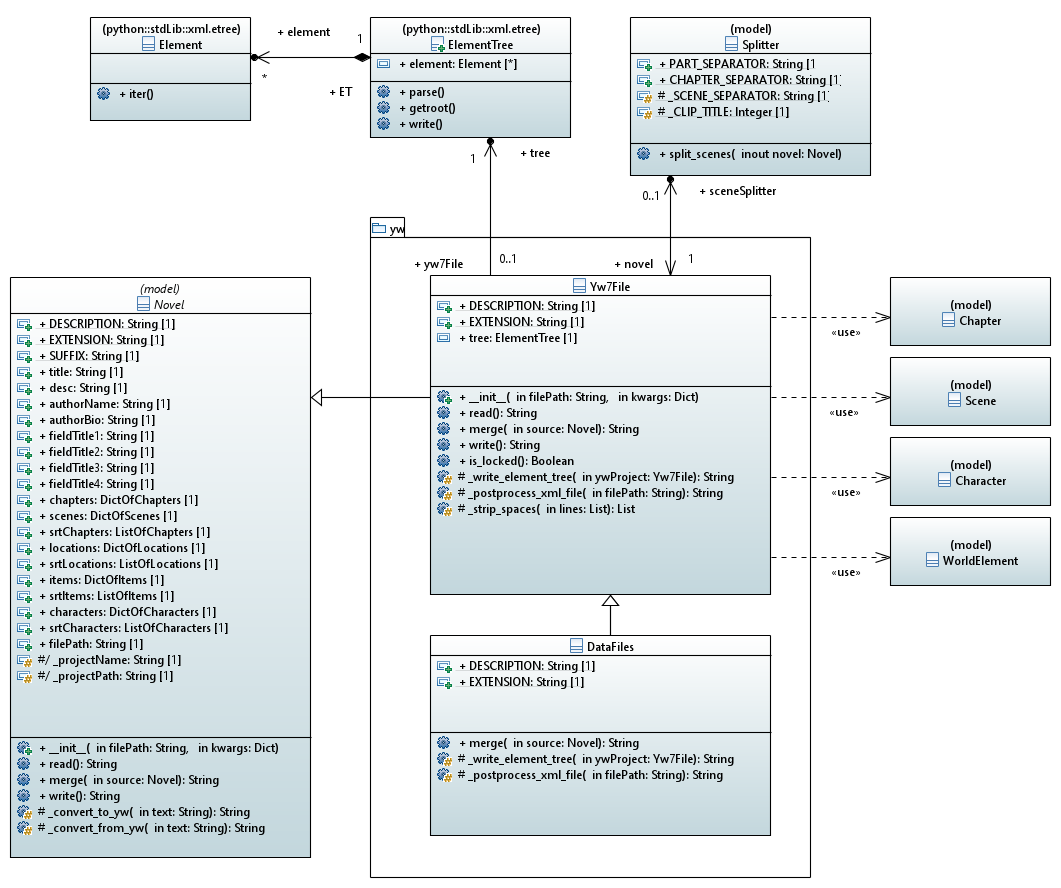 (python::stdLib::xml.etree)
Element
+ iter()
+ element
1
*
+ ET
(python::stdLib::xml.etree)
ElementTree
+ element: Element [*]
+ parse()
+ getroot()
+ write()
(model)
Splitter
+ PART_SEPARATOR: String [1
+ CHAPTER_SEPARATOR: String [1]
# _SCENE_SEPARATOR: String [1]
# _CLIP_TITLE: Integer [1]
+ split_scenes( inout novel: Novel)
1
+ tree
0..1
+ sceneSplitter
yw
+ yw7File
0..1
+ novel
1
(model)
Novel
+ DESCRIPTION: String [1]
+ EXTENSION: String [1]
+ SUFFIX: String [1]
+ title: String [1]
+ desc: String [1]
+ authorName: String [1]
+ authorBio: String [1]
+ fieldTitle1: String [1]
+ fieldTitle2: String [1]
+ fieldTitle3: String [1]
+ fieldTitle4: String [1]
+ chapters: DictOfChapters [1]
+ scenes: DictOfScenes [1]
+ srtChapters: ListOfChapters [1]
+ locations: DictOfLocations [1]
+ srtLocations: ListOfLocations [1]
+ items: DictOfItems [1]
+ srtItems: ListOfItems [1]
+ characters: DictOfCharacters [1]
+ srtCharacters: ListOfCharacters [1]
+ filePath: String [1]
#/ _projectName: String [1]
#/ _projectPath: String [1]
+ __init__( in filePath: String, in kwargs: Dict)
+ read(): String
+ merge( in source: Novel): String
+ write(): String
# _convert_to_yw( in text: String): String
# _convert_from_yw( in text: String): String
Yw7File
+ DESCRIPTION: String [1]
+ EXTENSION: String [1]
+ tree: ElementTree [1]
+ __init__( in filePath: String, in kwargs: Dict)
+ read(): String
+ merge( in source: Novel): String
+ write(): String
+ is_locked(): Boolean
# _write_element_tree( in ywProject: Yw7File): String
# _postprocess_xml_file( in filePath: String): String
# _strip_spaces( in lines: List): List
DataFiles
+ DESCRIPTION: String [1]
+ EXTENSION: String [1]
+ merge( in source: Novel): String
# _write_element_tree( in ywProject: Yw7File): String
# _postprocess_xml_file( in filePath: String): String
«use»
(model)
Chapter
«use»
(model)
Scene
«use»
(model)
Character
«use»
(model)
WorldElement